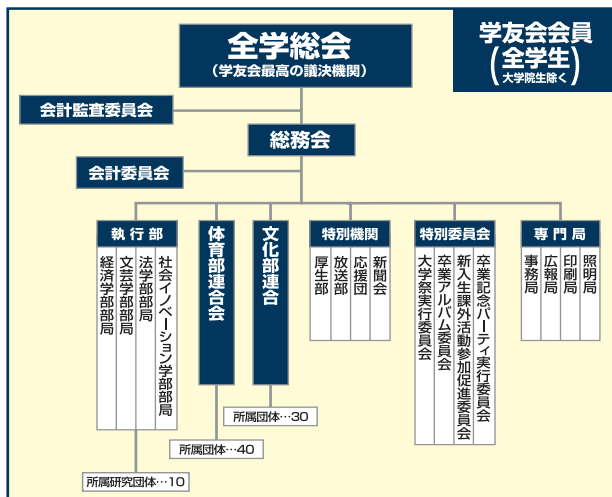 学友会会員
(全学生)
大学院生除く
全学総会
(学友会最高の議決機関)
会計監査委員会
総務会
会計委員会
執行部
経済学部部局
文芸学部部局
法学部部局
社会イノベーション学部部局
所属研究団体…10
体育部連合会
所属団体…40
文化部連合
所属団体…30
特別機関
厚生部
放送部
応援団
新聞会
特別委員会
大学祭実行委員会
卒業アルバム委員会
新入生課外活動参加促進委員会
卒業記念パーティ実行委員会
専門局
事務局
広報局
印刷局
照明局